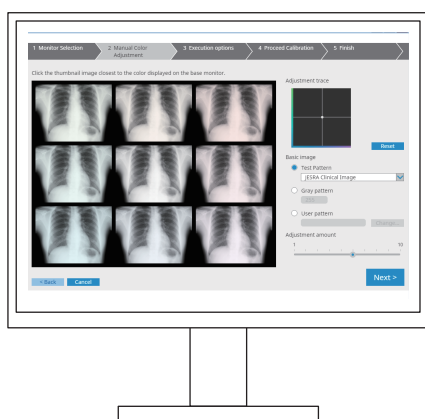 1 Monitor Selection
2 Manual Color
Adjustment
3 Execution options
4 Proceed Calibration
5 Finish
Click the thumbnail image closest to the color displayed on the base monitor.
Adjustment trace
Reset
Basic image
Test Pattern
JESRA Clinical Image
Gray pattern
User pattern
Change...
Adjustment amount
1
10
< Back
Cancel
Next >